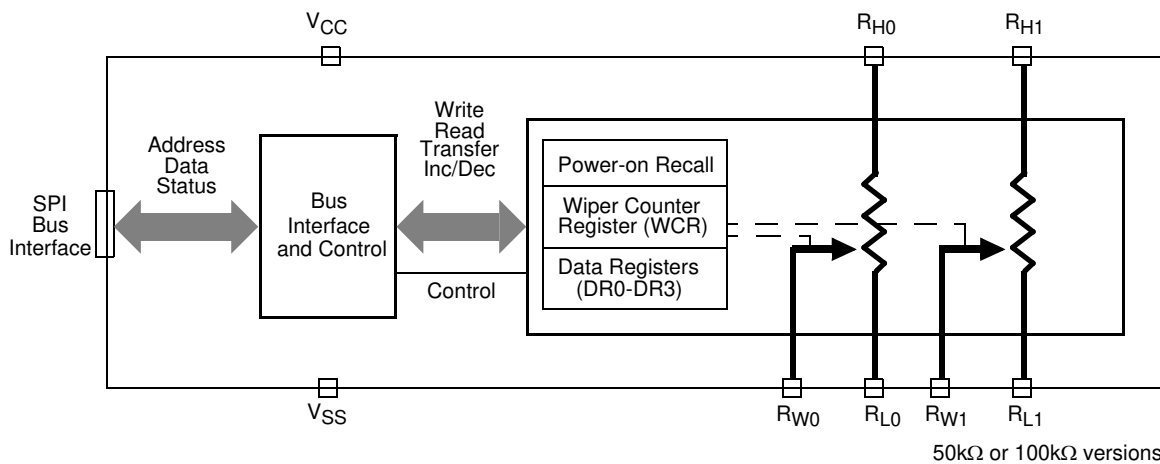 VCC
RH0
RH1
Write
Read
Transfer
Inc/Dec
Address
Data
Status
SPI
Bus
Interface
Bus
Interface
and Control
Control
Power-on Recall
Wiper Counter
Register (WCR)
Data Registers
(DR0-DR3)
VSS
RW0
RL0
RW1
RL1
50kΩ or 100kΩ versions